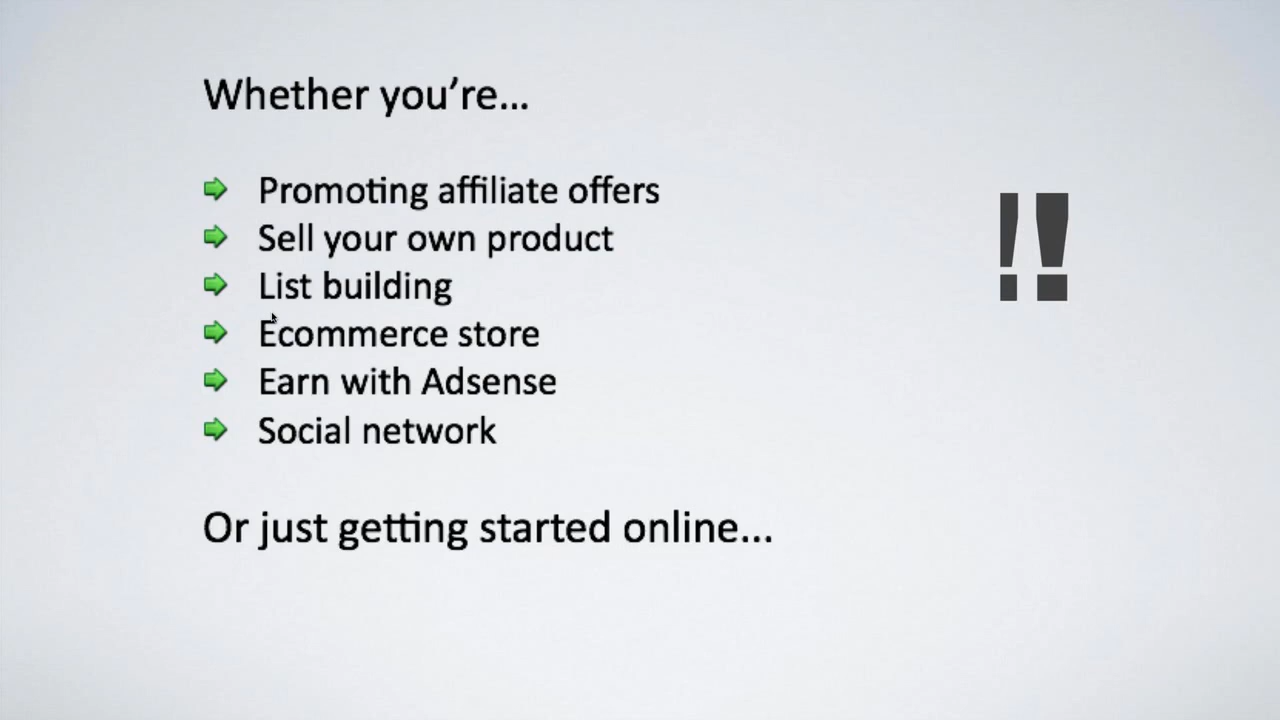 Whether you're...
Promoting affiliate offers
Sell your own product
List building
Ecommerce store
Earn with Adsense
Social network
Or just getting started online...
!!